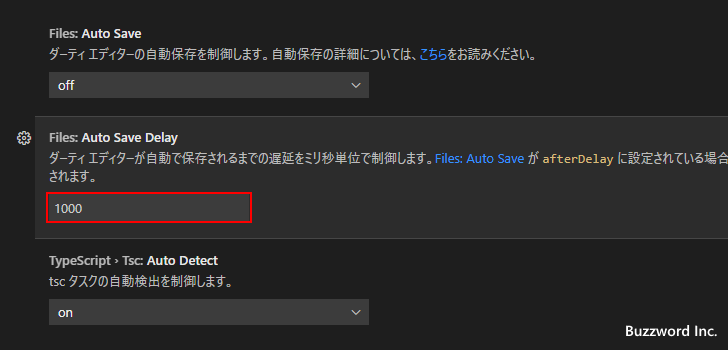 Files: Auto Save
ダーティ エディターの自動保存を制御します。自動保存の詳細については、こちらをお読みください。
off
Files: Auto Save Delay
ダーティ エディターが自動で保存されるまでの遅延をミリ秒単位で制御します。Files: Auto Save が afterDelay に設定されている場合
されます。
1000
TypeScript › Tsc: Auto Detect
tsc タスクの自動検出を制御します。
on
Buzzword Inc.